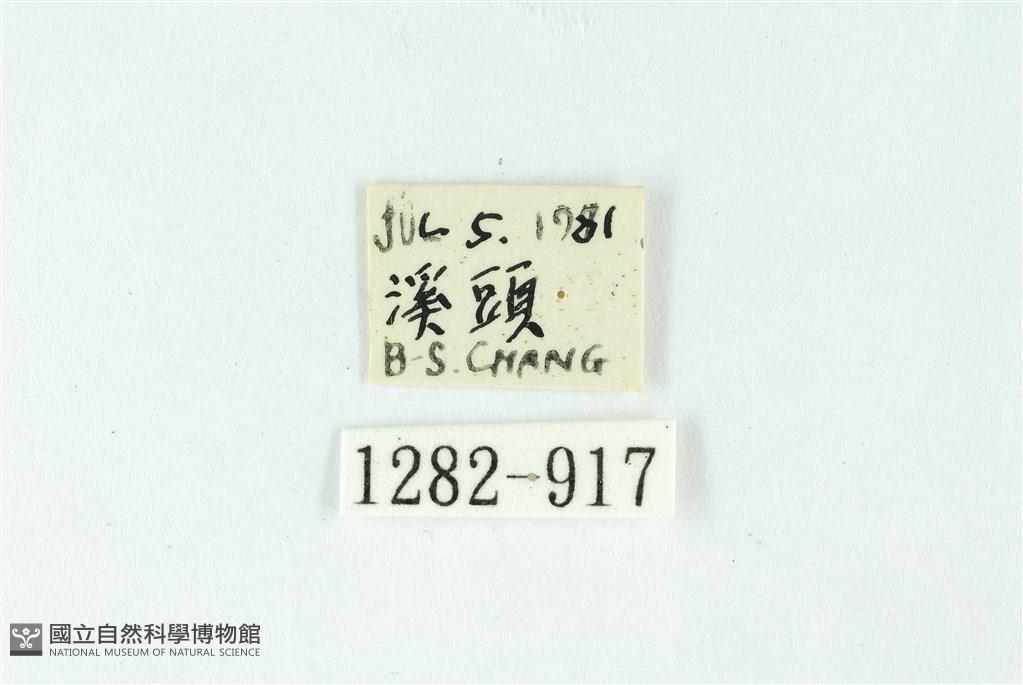 JUL 5. 1981
溪頭
B-S. CHANG
1282-917
國立自然科學博物館
NATIONAL MUSEUM OF NATURAL SCIENCE